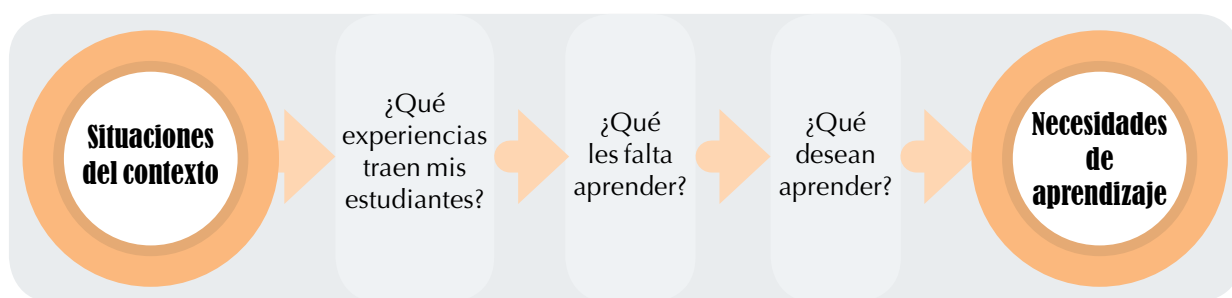 Situaciones
del contexto
¿Qué
experiencias
traen mis
estudiantes?
¿Qué
les falta
aprender?
¿Qué
desean
aprender?
Necesidades
de
aprendizaje